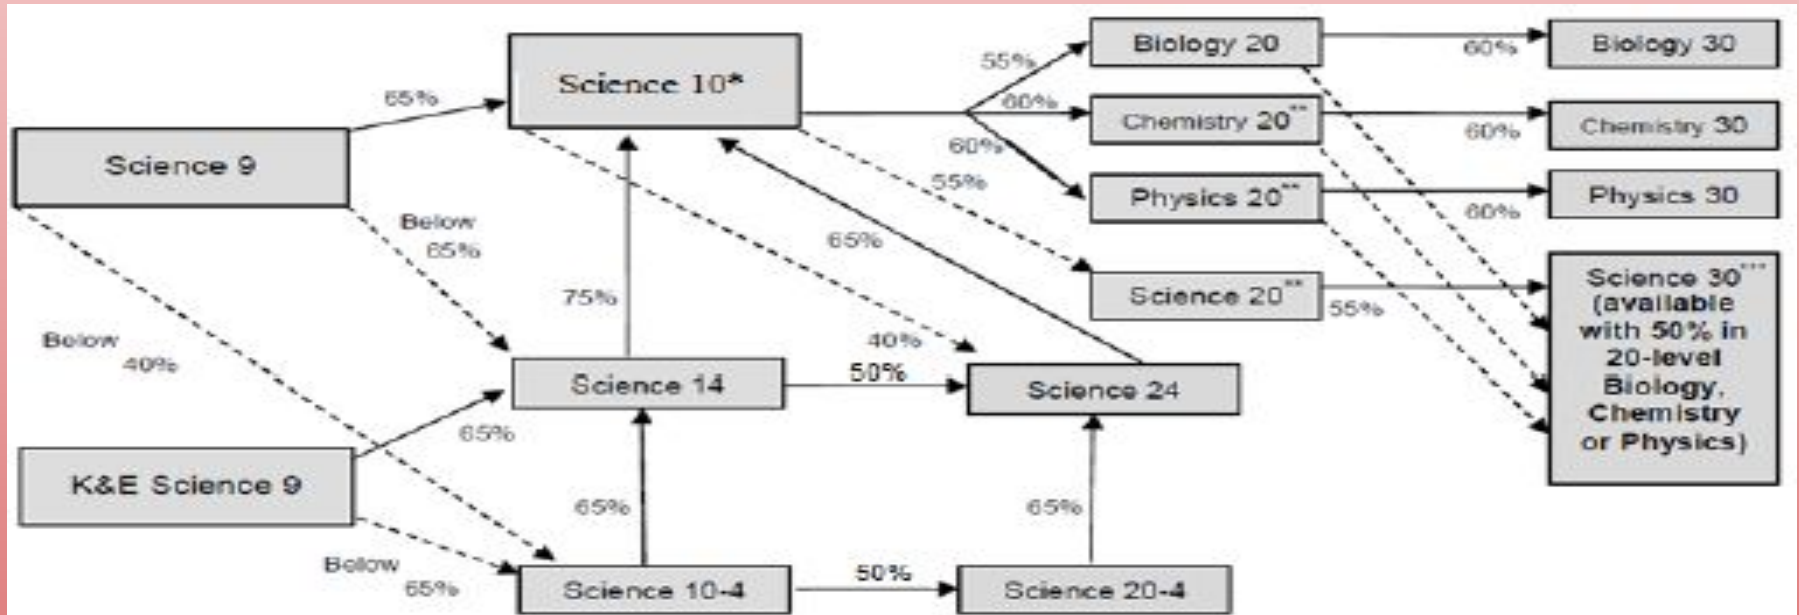 Biology 20
60%
Biology 30
55%
Science 10*
65%
60%
Chemistry 20**
60%
Chemistry 30
Science 9
60%
55%
Physics 20**
60%
Physics 30
Below
65%
65%
Science 20**
55%
Science 30***
(available
with 50% in
20-level
Biology,
Chemistry
or Physics)
75%
Below
40%
40%
Science 14
50%
Science 24
65%
K&E Science 9
65%
65%
Below
65%
Science 10-4
50%
Science 20-4